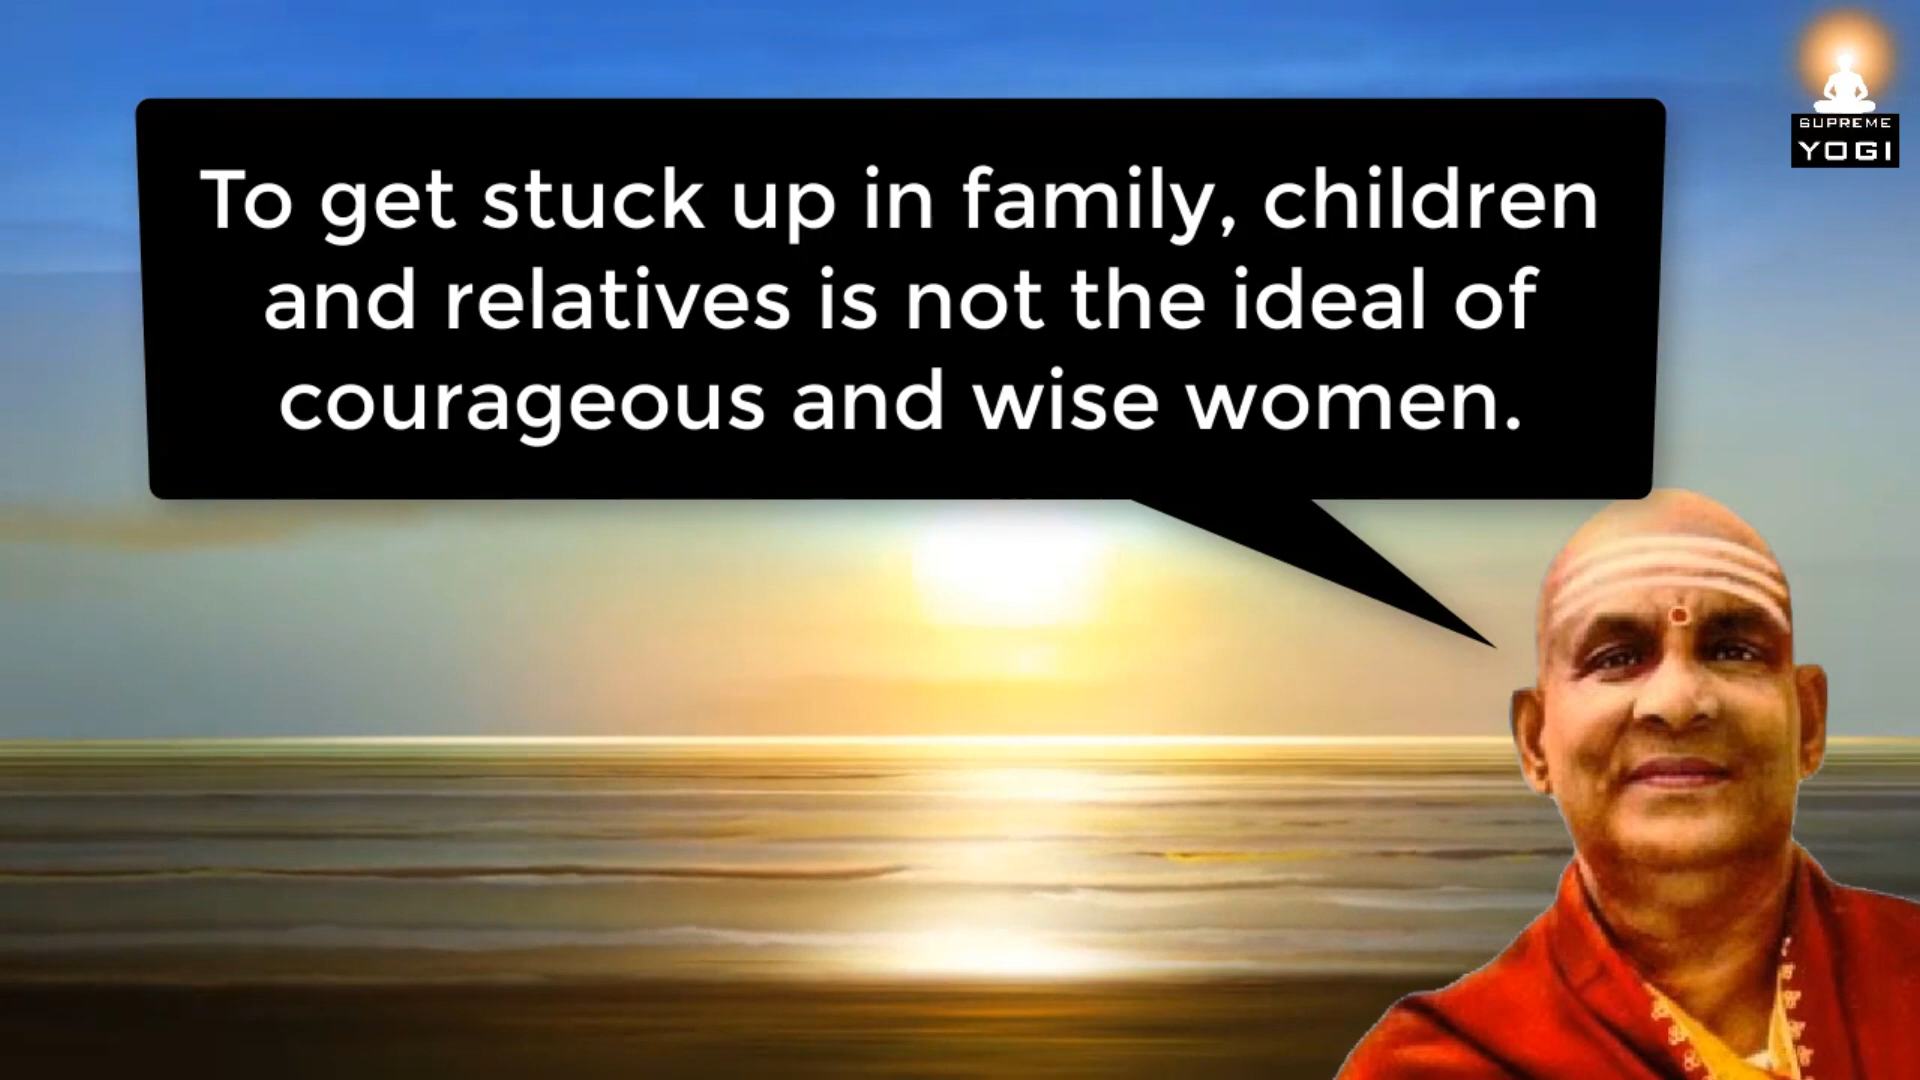 SUPREME
YOGI
To get stuck up in family, children
and relatives is not the ideal of
courageous and wise women.